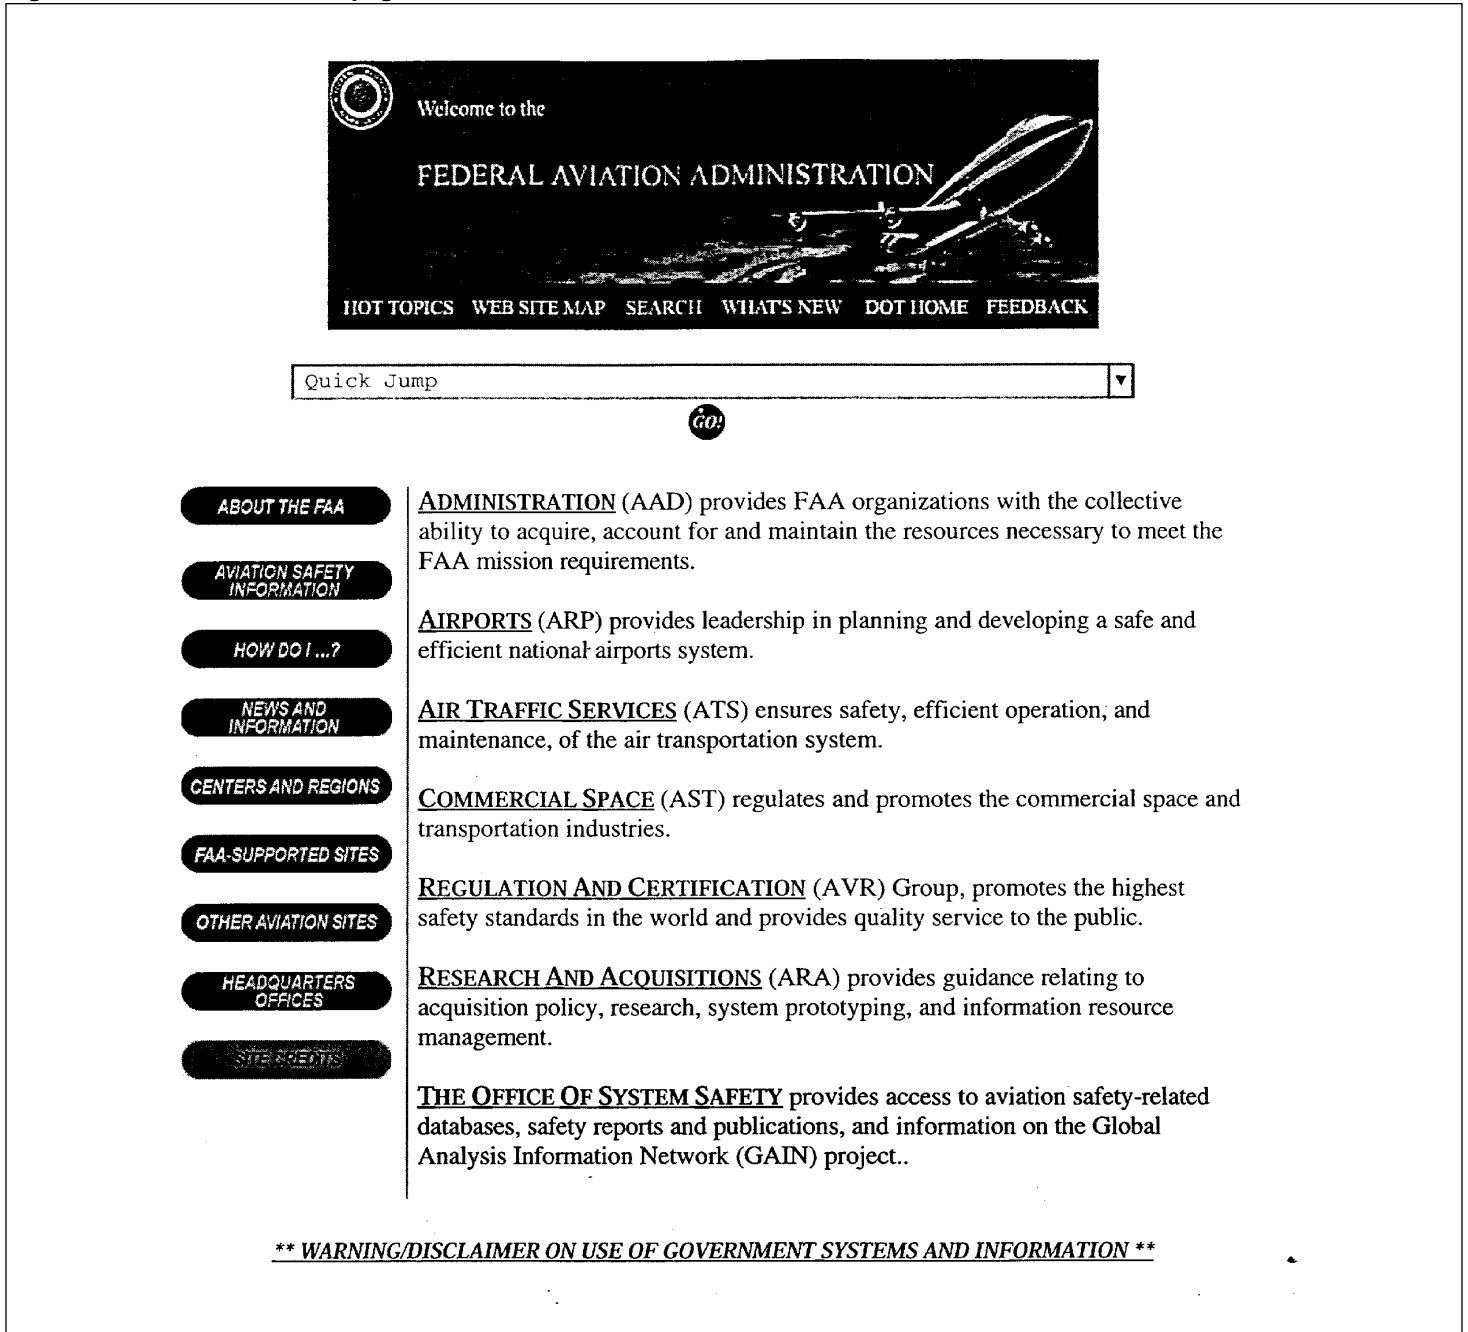 Welcome to the
FEDERAL AVIATION ADMINISTRATION
HOT TOPICS WEB SITE MAP SEARCH WHAT'S NEW DOT HOME FEEDBACK
Quick Jump
GO!
ABOUT THE FAA
AVIATION SAFETY
INFORMATION
HOW DO I ...?
NEWS AND
INFORMATION
CENTERS AND REGIONS
FAA-SUPPORTED SITES
OTHER AVIATION SITES
HEADQUARTERS
OFFICES
SITE CREDITS
ADMINISTRATION (AAD) provides FAA organizations with the collective
ability to acquire, account for and maintain the resources necessary to meet the
FAA mission requirements.
AIRPORTS (ARP) provides leadership in planning and developing a safe and
efficient national airports system.
AIR TRAFFIC SERVICES (ATS) ensures safety, efficient operation, and
maintenance, of the air transportation system.
COMMERCIAL SPACE (AST) regulates and promotes the commercial space and
transportation industries.
REGULATION AND CERTIFICATION (AVR) Group, promotes the highest
safety standards in the world and provides quality service to the public.
RESEARCH AND ACQUISITIONS (ARA) provides guidance relating to
acquisition policy, research, system prototyping, and information resource
management.
THE OFFICE OF SYSTEM SAFETY provides access to aviation safety-related
databases, safety reports and publications, and information on the Global
Analysis Information Network (GAIN) project..
** WARNING/DISCLAIMER ON USE OF GOVERNMENT SYSTEMS AND INFORMATION **